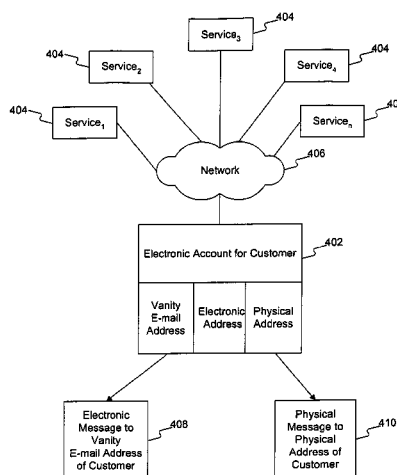 404
Service3
404
Service2
404
Service4
404
Service1
40
Servicen
Network
406
Electronic Account for Customer
402
Vanity
E-mail
Address
Electronic
Address
Physical
Address
Electronic
Message to
Vanity
E-mail Address
of Customer
408
Physical
Message to
Physical
Address of
Customer
410